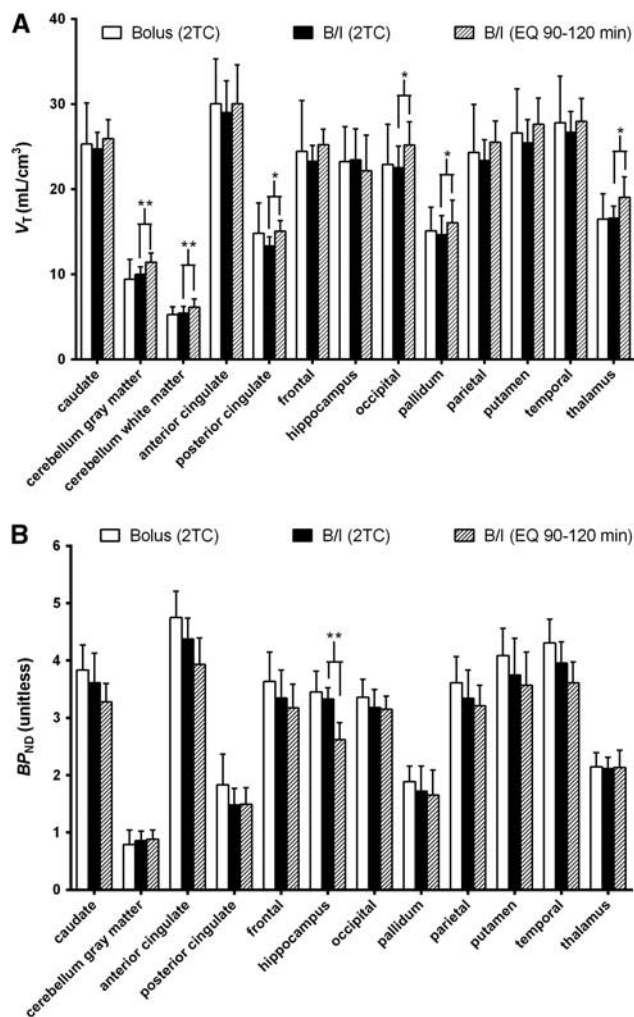 A
Bolus (2TC) B/I (2TC) B/I (EQ 90-120 min)
V_T (mL/cm³)
40
30
20
10
0
**
**
*
*
*
*
caudate
cerebellum gray matter
cerebellum white matter
anterior cingulate
posterior cingulate
frontal
hippocampus
occipital
pallidum
parietal
putamen
temporal
thalamus
B
Bolus (2TC) B/I (2TC) B/I (EQ 90-120 min)
BP_ND (unitless)
6
5
4
3
2
1
0
**
caudate
cerebellum gray matter
anterior cingulate
posterior cingulate
frontal
hippocampus
occipital
pallidum
parietal
putamen
temporal
thalamus